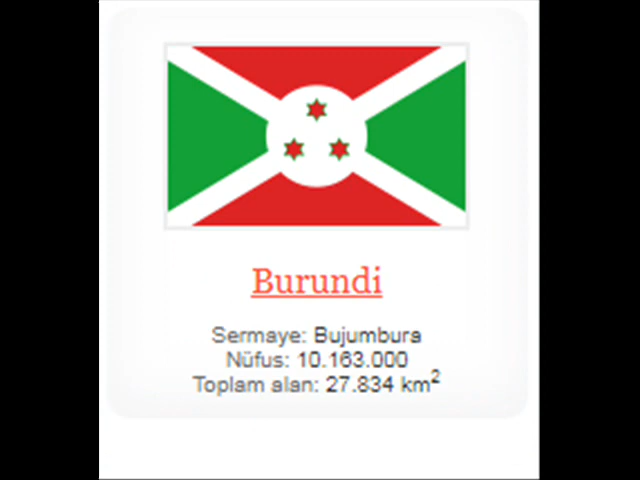 Burundi
Sermaye: Bujumbura
Nüfus: 10.163.000
Toplam alan: 27.834 km²